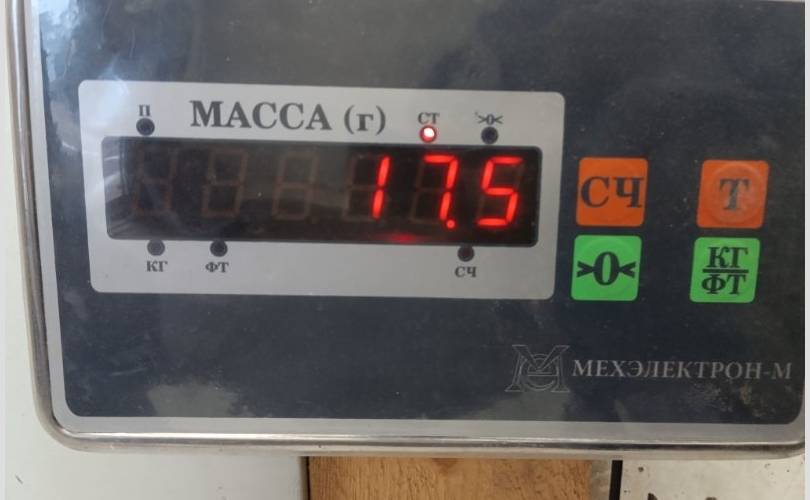 П МАССА (г) СТ >0<
17.5
КГ ФТ СЧ
СЧ Т
>0< КГ/ФТ
МЕХЭЛЕКТРОН-М